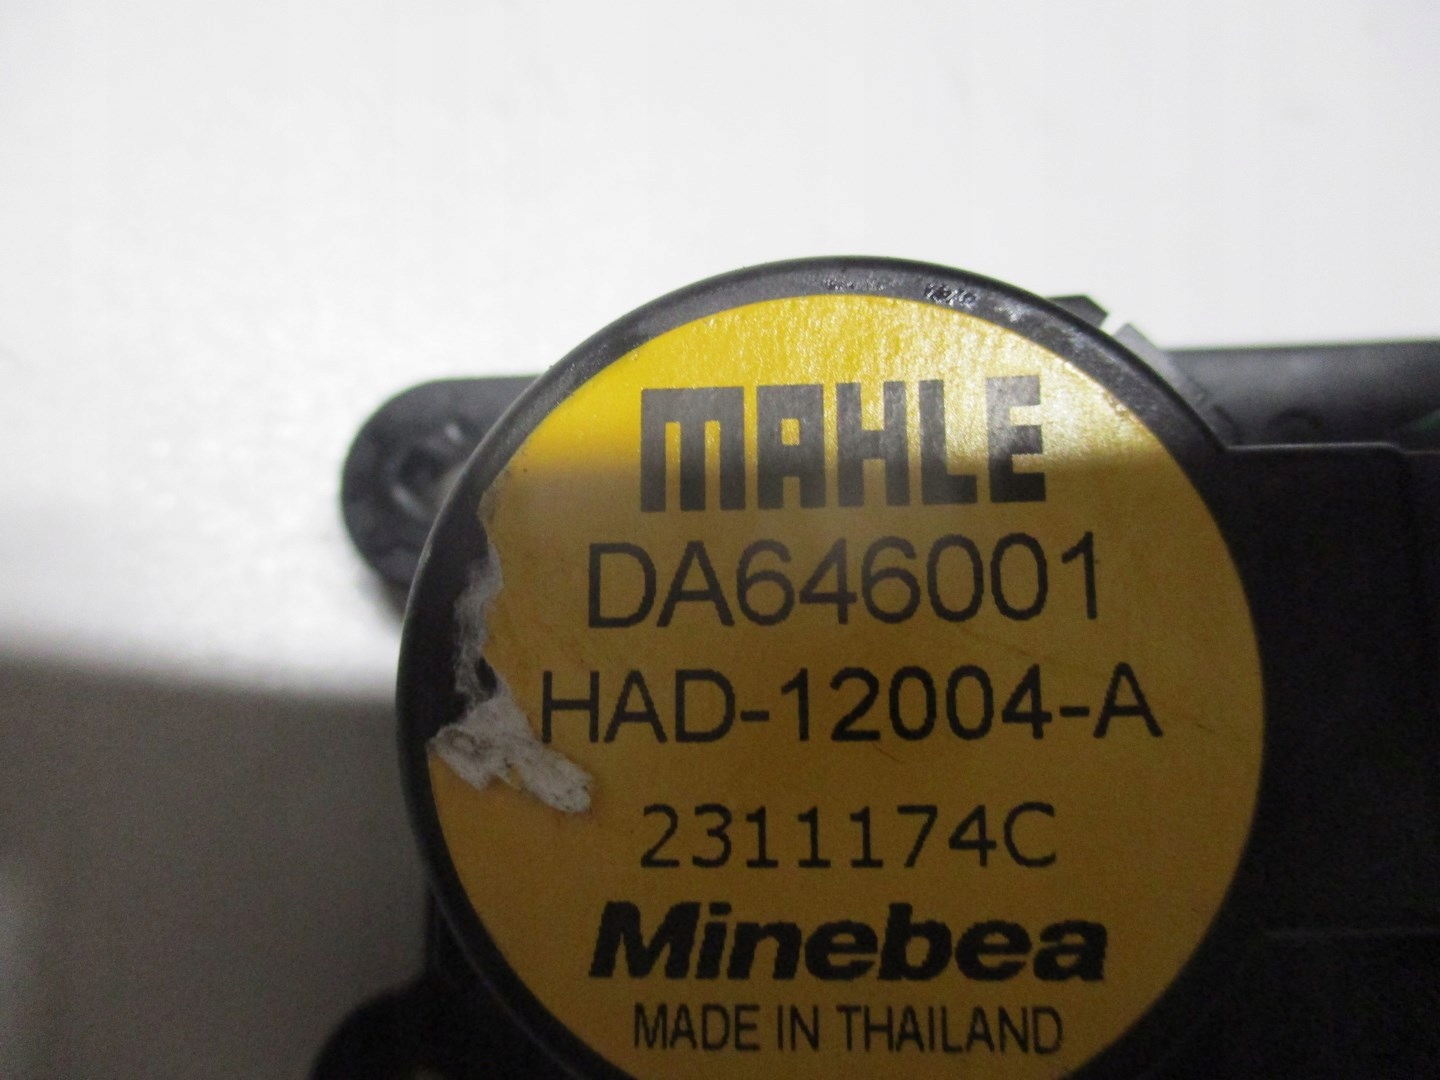 MAHLE
DA646001
HAD-12004-A
2311174C
Minebea
MADE IN THAILAND